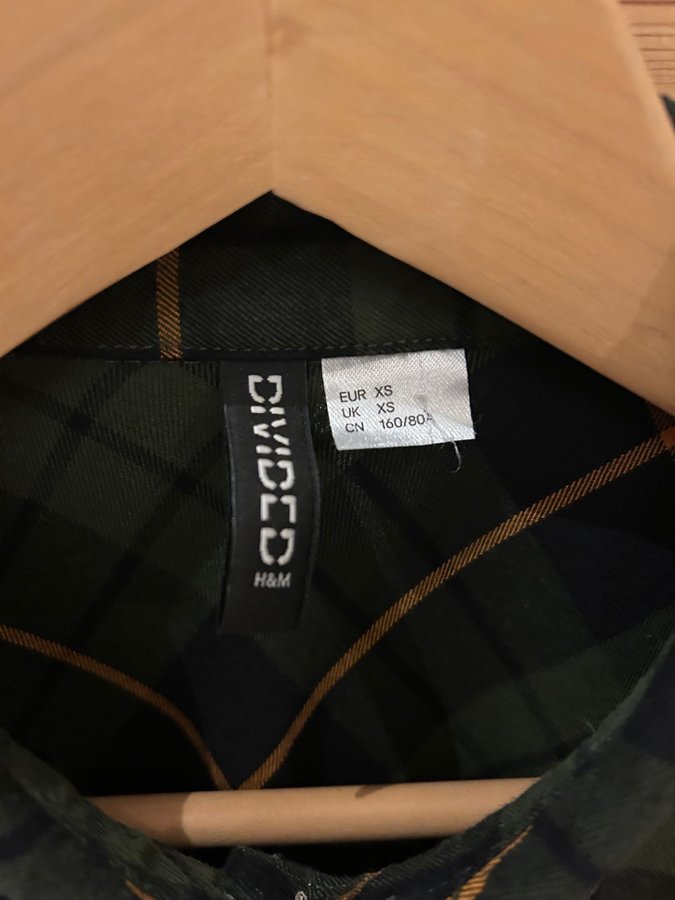 DIVIDED
H&M
EUR XS
UK XS
CN 160/80A